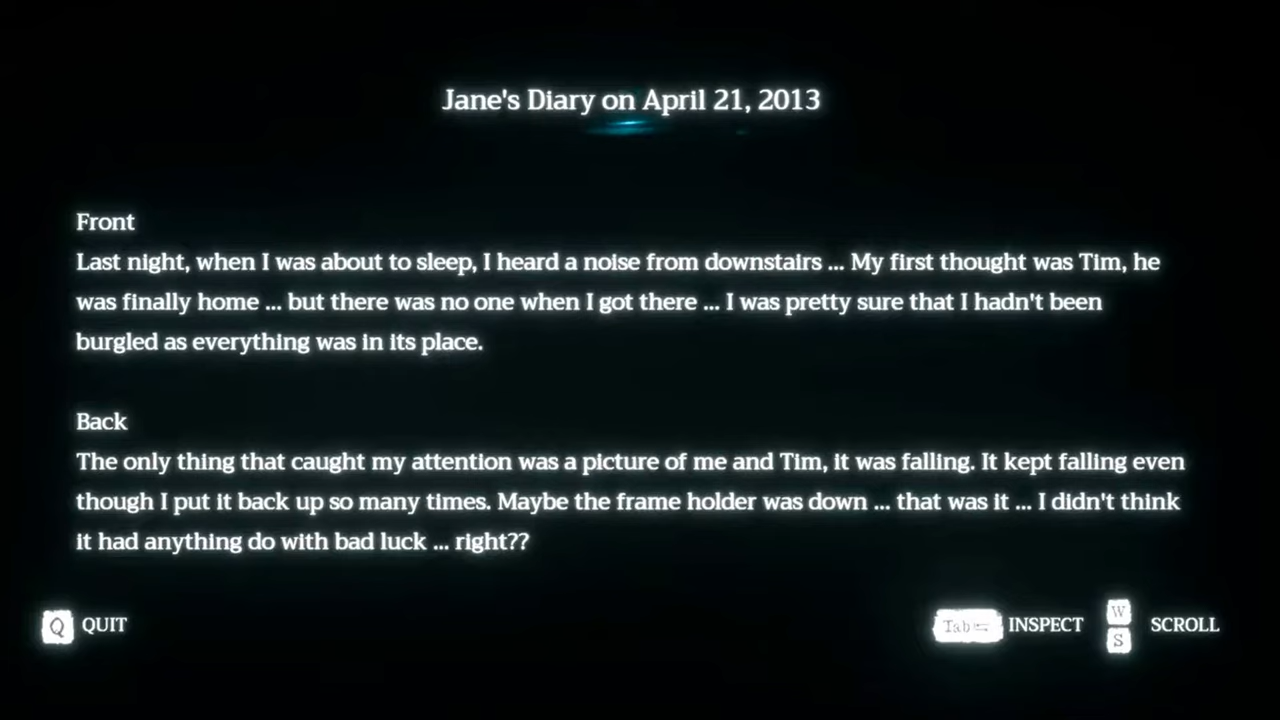 Jane's Diary on April 21, 2013
Front
Last night, when I was about to sleep, I heard a noise from downstairs ... My first thought was Tim, he
was finally home ... but there was no one when I got there ... I was pretty sure that I hadn't been
burgled as everything was in its place.
Back
The only thing that caught my attention was a picture of me and Tim, it was falling. It kept falling even
though I put it back up so many times. Maybe the frame holder was down ... that was it ... I didn't think
it had anything do with bad luck ... right??
Q QUIT
Tab INSPECT
W
S SCROLL